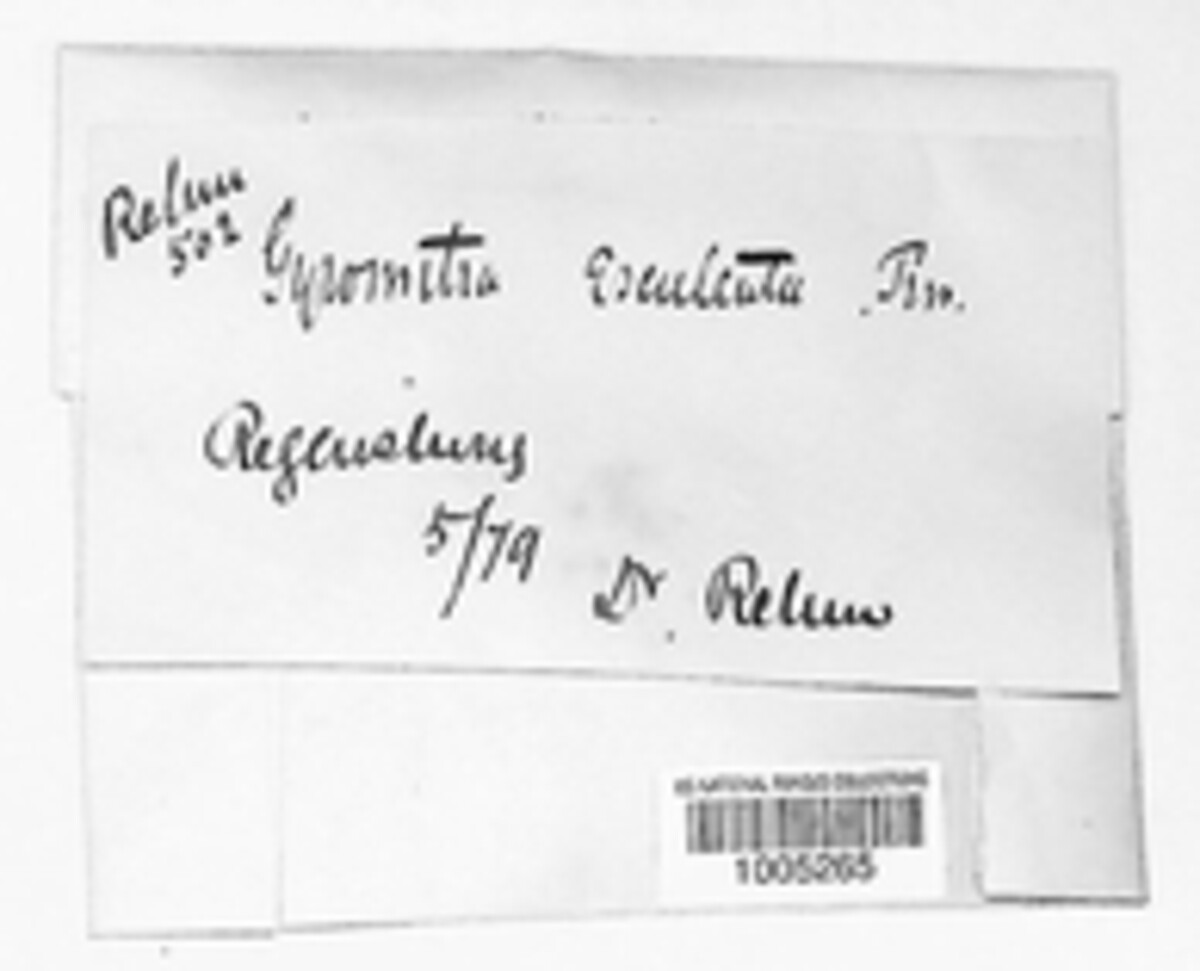 Rehm
502
Gyromitra esculenta Fr.
Regensburg
5/79
Dr. Rehm
US NATIONAL FUNGUS COLLECTIONS
1005265